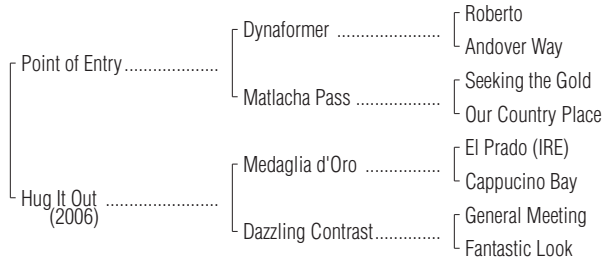 Roberto
Dynaformer ..................
Andover Way
Point of Entry ....................
Seeking the Gold
Matlacha Pass ..................
Our Country Place
El Prado (IRE)
Medaglia d'Oro ................
Cappucino Bay
Hug It Out ........................
(2006)
General Meeting
Dazzling Contrast..............
Fantastic Look